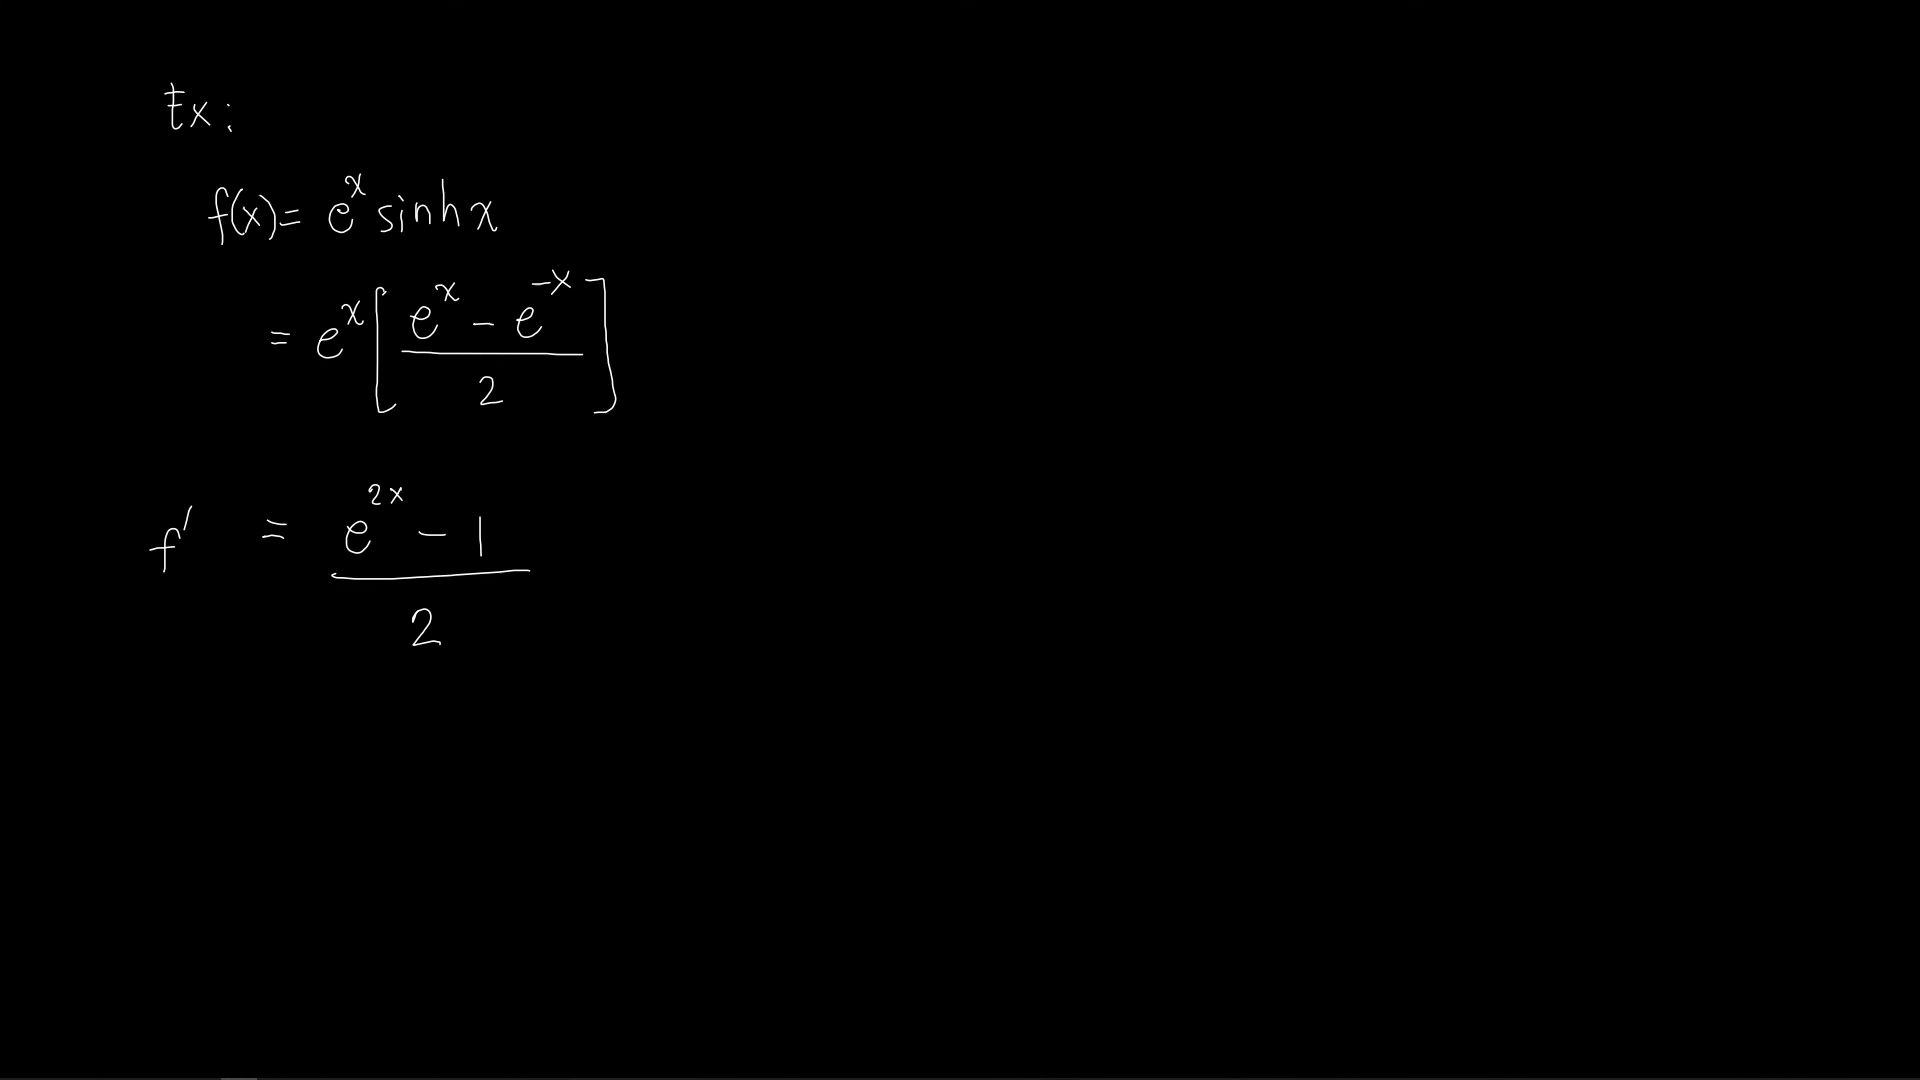 Ex:
f(x) = e^x sinh x
= e^x [ (e^x - e^-x) / 2 ]
f' = (e^2x - 1) / 2